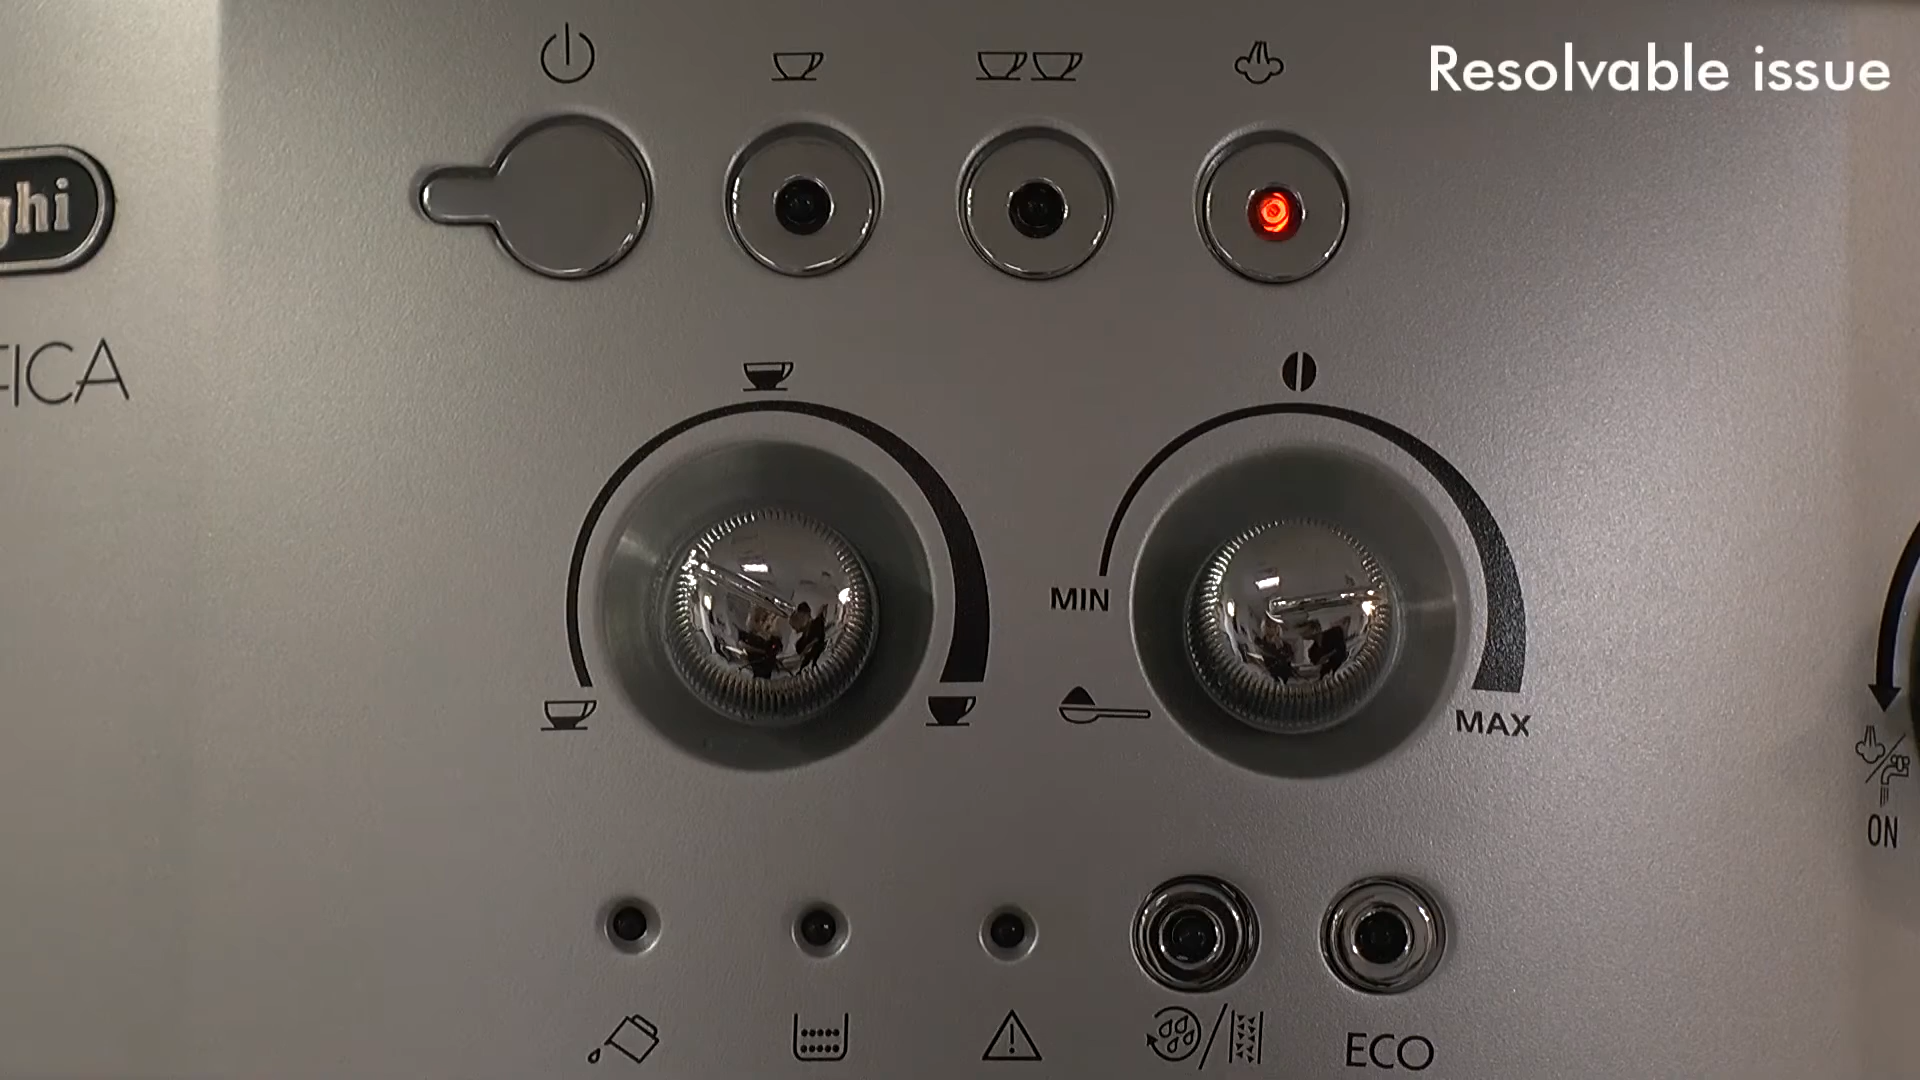 Resolvable issue
ghi
FICA
MIN
MAX
ON
ECO